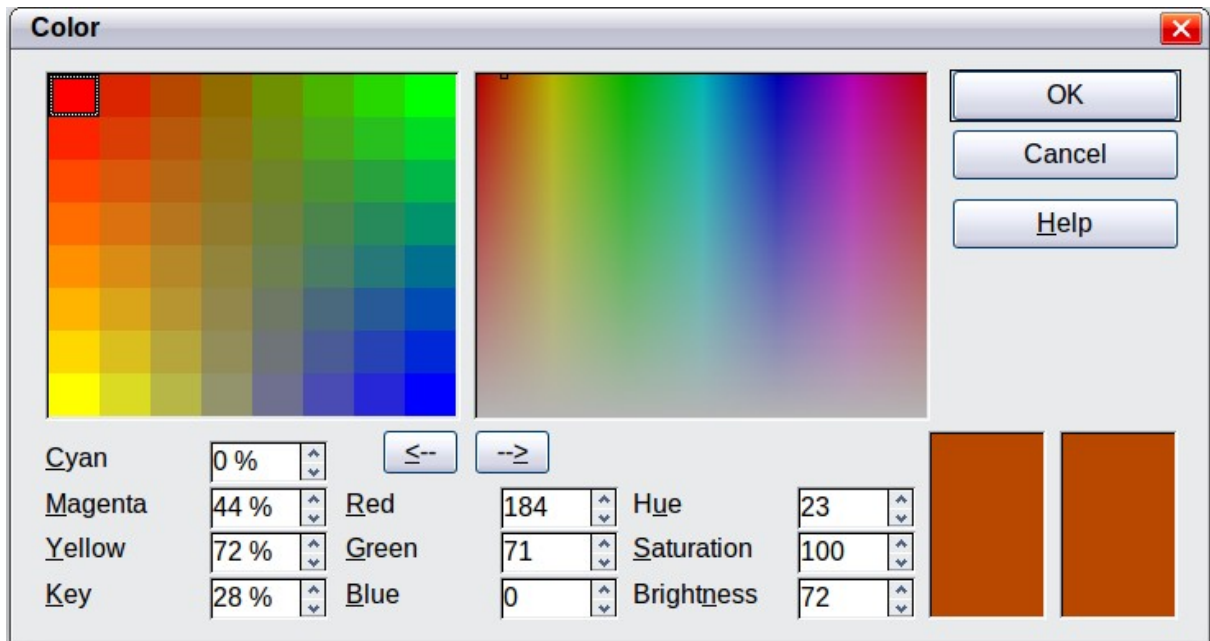 Color
OK
Cancel
Help
<-- -->
Cyan 0 %
Magenta 44 % Red 184 Hue 23
Yellow 72 % Green 71 Saturation 100
Key 28 % Blue 0 Brightness 72